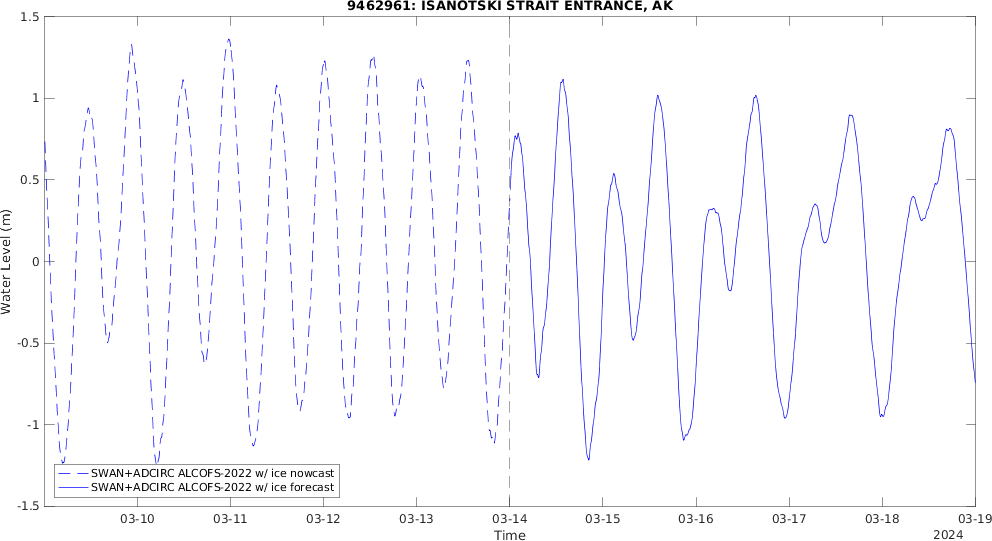 9462961: ISANOTSKI STRAIT ENTRANCE, AK
Water Level (m)
1.5
1
0.5
0
-0.5
-1
-1.5
SWAN+ADCIRC ALCOFS-2022 w/ ice nowcast
SWAN+ADCIRC ALCOFS-2022 w/ ice forecast
03-10 03-11 03-12 03-13 03-14 03-15 03-16 03-17 03-18 03-19
Time
2024